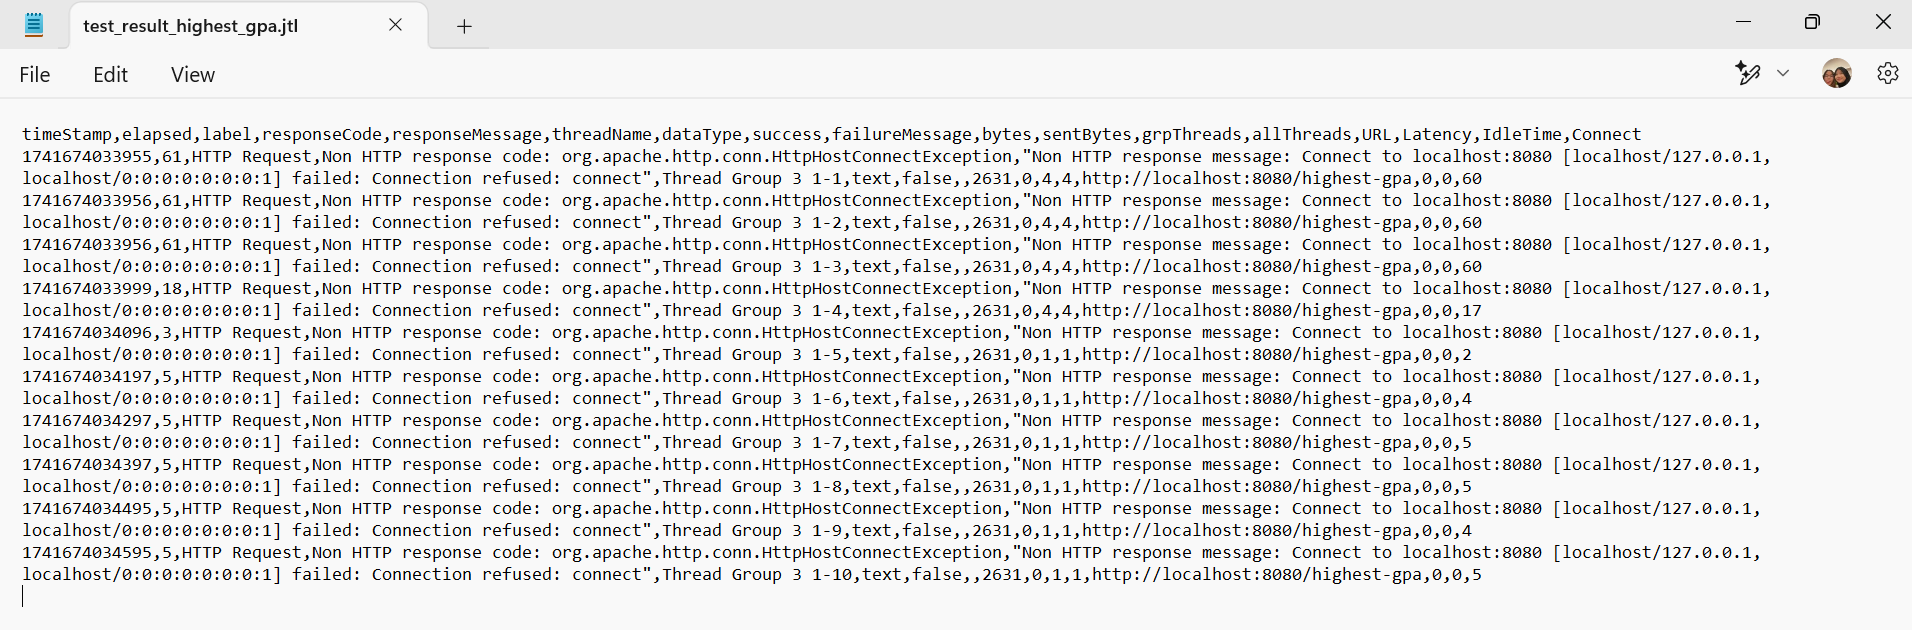 test_result_highest_gpa.jtl
File Edit View
timeStamp,elapsed,label,responseCode,responseMessage,threadName,dataType,success,failureMessage,bytes,sentBytes,grpThreads,allThreads,URL,Latency,IdleTime,Connect
1741674033955,61,HTTP Request,Non HTTP response code: org.apache.http.conn.HttpHostConnectException,"Non HTTP response message: Connect to localhost:8080 [localhost/127.0.0.1,
localhost/0:0:0:0:0:0:0:1] failed: Connection refused: connect",Thread Group 3 1-1,text,false,,2631,0,4,4,http://localhost:8080/highest-gpa,0,0,60
1741674033956,61,HTTP Request,Non HTTP response code: org.apache.http.conn.HttpHostConnectException,"Non HTTP response message: Connect to localhost:8080 [localhost/127.0.0.1,
localhost/0:0:0:0:0:0:0:1] failed: Connection refused: connect",Thread Group 3 1-2,text,false,,2631,0,4,4,http://localhost:8080/highest-gpa,0,0,60
1741674033956,61,HTTP Request,Non HTTP response code: org.apache.http.conn.HttpHostConnectException,"Non HTTP response message: Connect to localhost:8080 [localhost/127.0.0.1,
localhost/0:0:0:0:0:0:0:1] failed: Connection refused: connect",Thread Group 3 1-3,text,false,,2631,0,4,4,http://localhost:8080/highest-gpa,0,0,60
1741674033999,18,HTTP Request,Non HTTP response code: org.apache.http.conn.HttpHostConnectException,"Non HTTP response message: Connect to localhost:8080 [localhost/127.0.0.1,
localhost/0:0:0:0:0:0:0:1] failed: Connection refused: connect",Thread Group 3 1-4,text,false,,2631,0,4,4,http://localhost:8080/highest-gpa,0,0,17
1741674034096,3,HTTP Request,Non HTTP response code: org.apache.http.conn.HttpHostConnectException,"Non HTTP response message: Connect to localhost:8080 [localhost/127.0.0.1,
localhost/0:0:0:0:0:0:0:1] failed: Connection refused: connect",Thread Group 3 1-5,text,false,,2631,0,1,1,http://localhost:8080/highest-gpa,0,0,2
1741674034197,5,HTTP Request,Non HTTP response code: org.apache.http.conn.HttpHostConnectException,"Non HTTP response message: Connect to localhost:8080 [localhost/127.0.0.1,
localhost/0:0:0:0:0:0:0:1] failed: Connection refused: connect",Thread Group 3 1-6,text,false,,2631,0,1,1,http://localhost:8080/highest-gpa,0,0,4
1741674034297,5,HTTP Request,Non HTTP response code: org.apache.http.conn.HttpHostConnectException,"Non HTTP response message: Connect to localhost:8080 [localhost/127.0.0.1,
localhost/0:0:0:0:0:0:0:1] failed: Connection refused: connect",Thread Group 3 1-7,text,false,,2631,0,1,1,http://localhost:8080/highest-gpa,0,0,5
1741674034397,5,HTTP Request,Non HTTP response code: org.apache.http.conn.HttpHostConnectException,"Non HTTP response message: Connect to localhost:8080 [localhost/127.0.0.1,
localhost/0:0:0:0:0:0:0:1] failed: Connection refused: connect",Thread Group 3 1-8,text,false,,2631,0,1,1,http://localhost:8080/highest-gpa,0,0,5
1741674034495,5,HTTP Request,Non HTTP response code: org.apache.http.conn.HttpHostConnectException,"Non HTTP response message: Connect to localhost:8080 [localhost/127.0.0.1,
localhost/0:0:0:0:0:0:0:1] failed: Connection refused: connect",Thread Group 3 1-9,text,false,,2631,0,1,1,http://localhost:8080/highest-gpa,0,0,4
1741674034595,5,HTTP Request,Non HTTP response code: org.apache.http.conn.HttpHostConnectException,"Non HTTP response message: Connect to localhost:8080 [localhost/127.0.0.1,
localhost/0:0:0:0:0:0:0:1] failed: Connection refused: connect",Thread Group 3 1-10,text,false,,2631,0,1,1,http://localhost:8080/highest-gpa,0,0,5